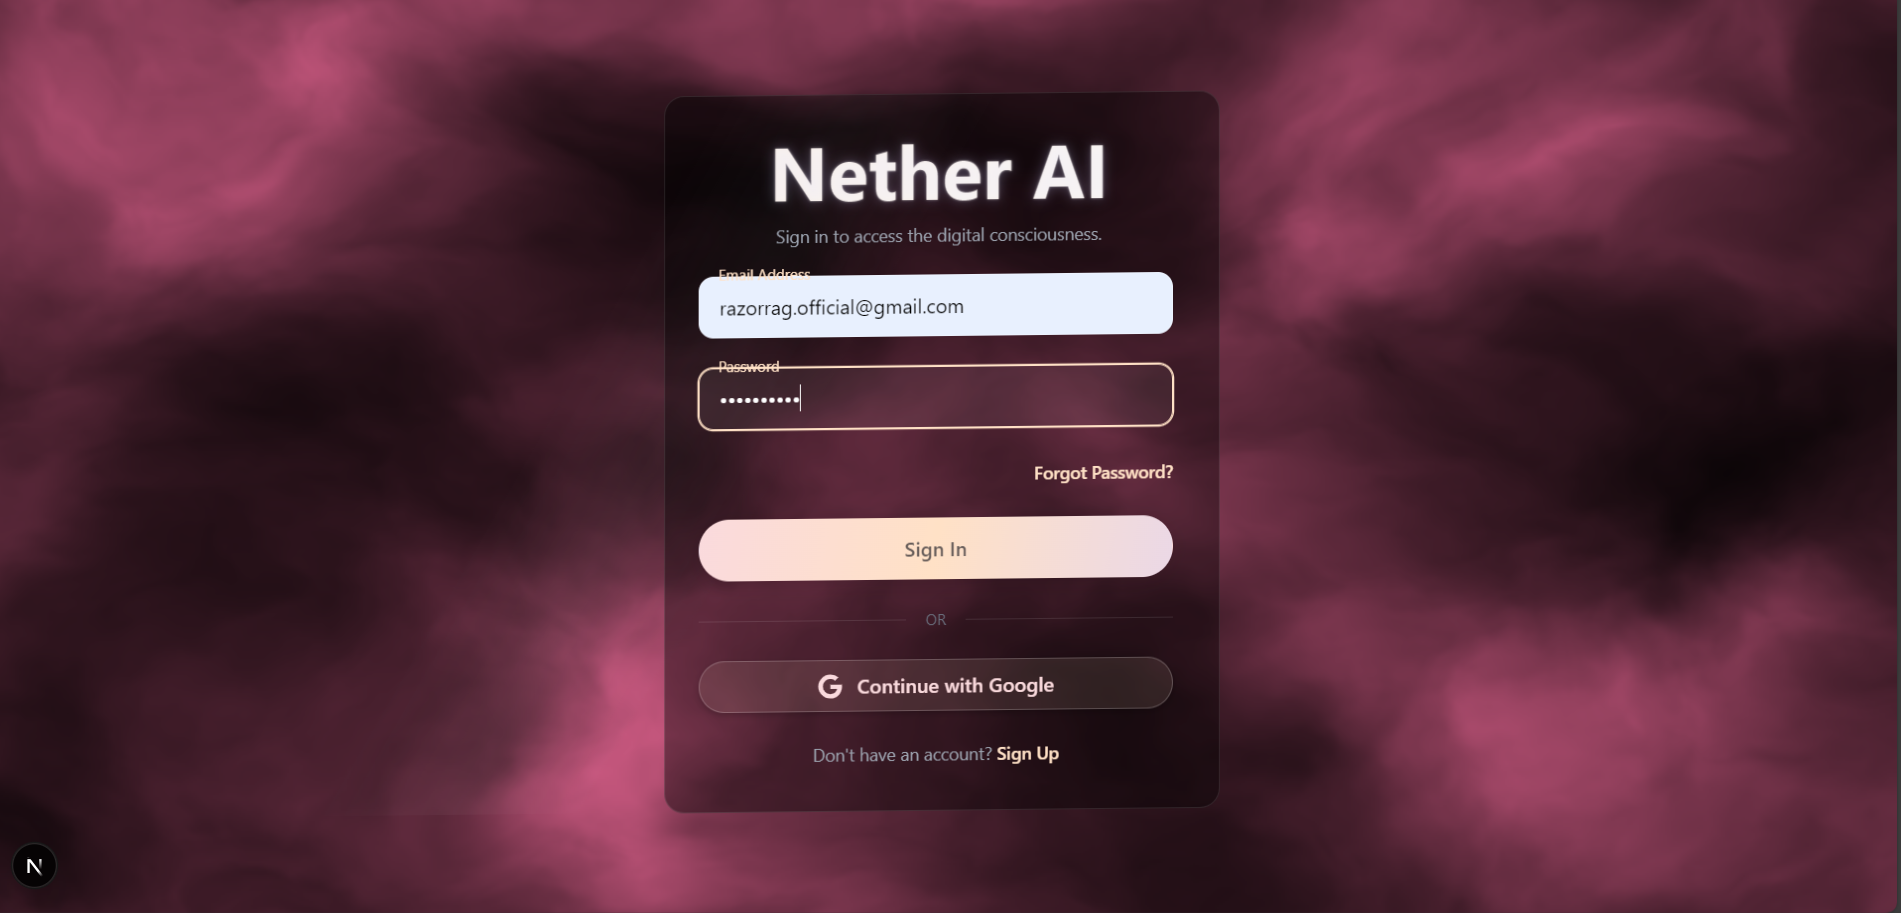 Nether AI
Sign in to access the digital consciousness.
Email Address
razorrag.official@gmail.com
Password
••••••••••
Forgot Password?
Sign In
OR
G Continue with Google
Don't have an account? Sign Up
N